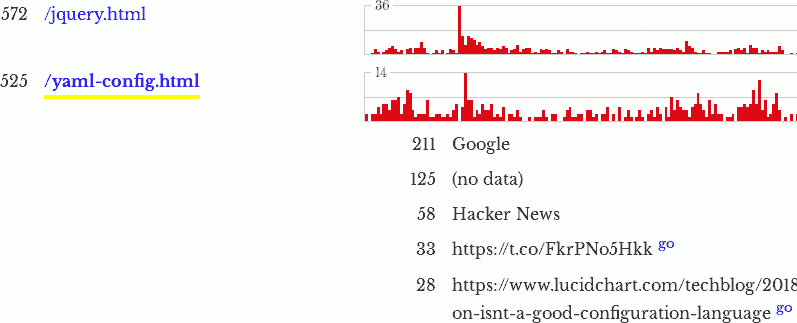 572 /jquery.html 36
525 /yaml-config.html 14
211 Google
125 (no data)
58 Hacker News
33 https://t.co/FkrPNo5Hkk go
28 https://www.lucidchart.com/techblog/2018
on-isnt-a-good-configuration-language go